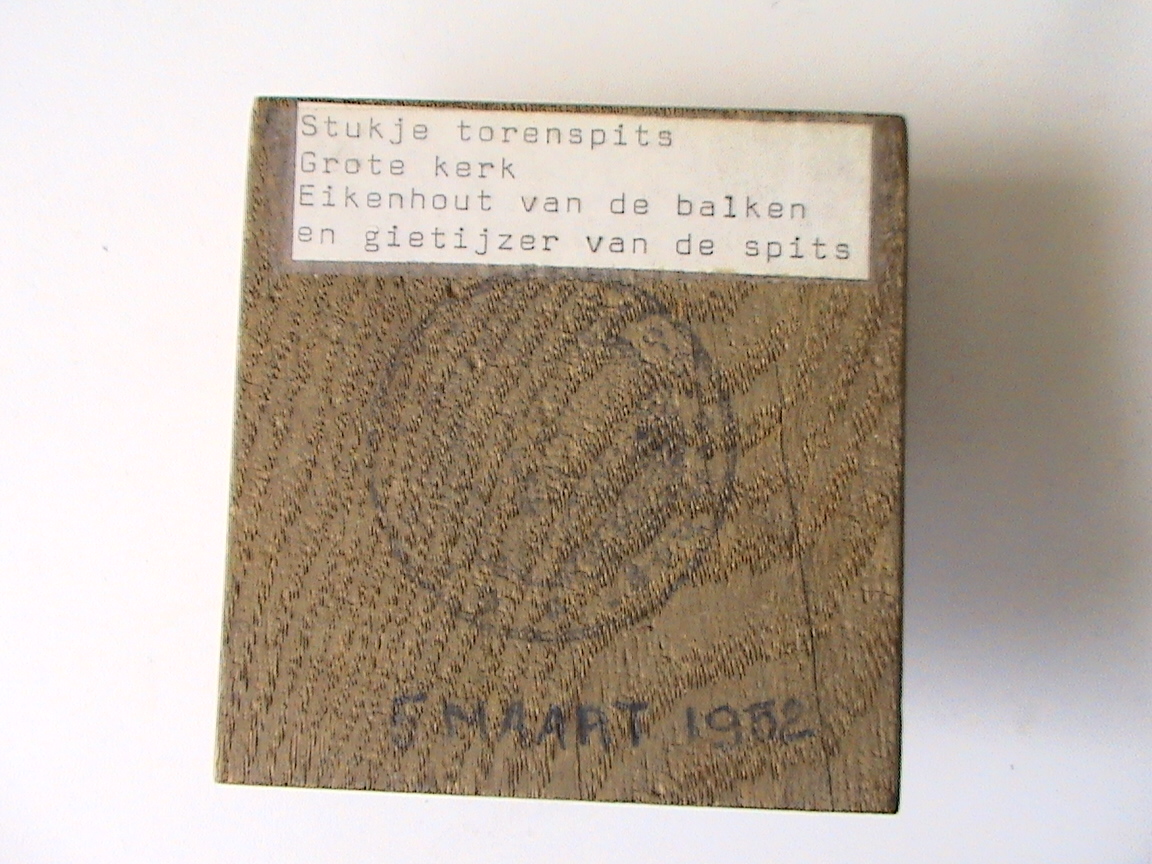 Stukje torenspits
Grote kerk
Eikenhout van de balken
en gietijzer van de spits
5 MAART 1952